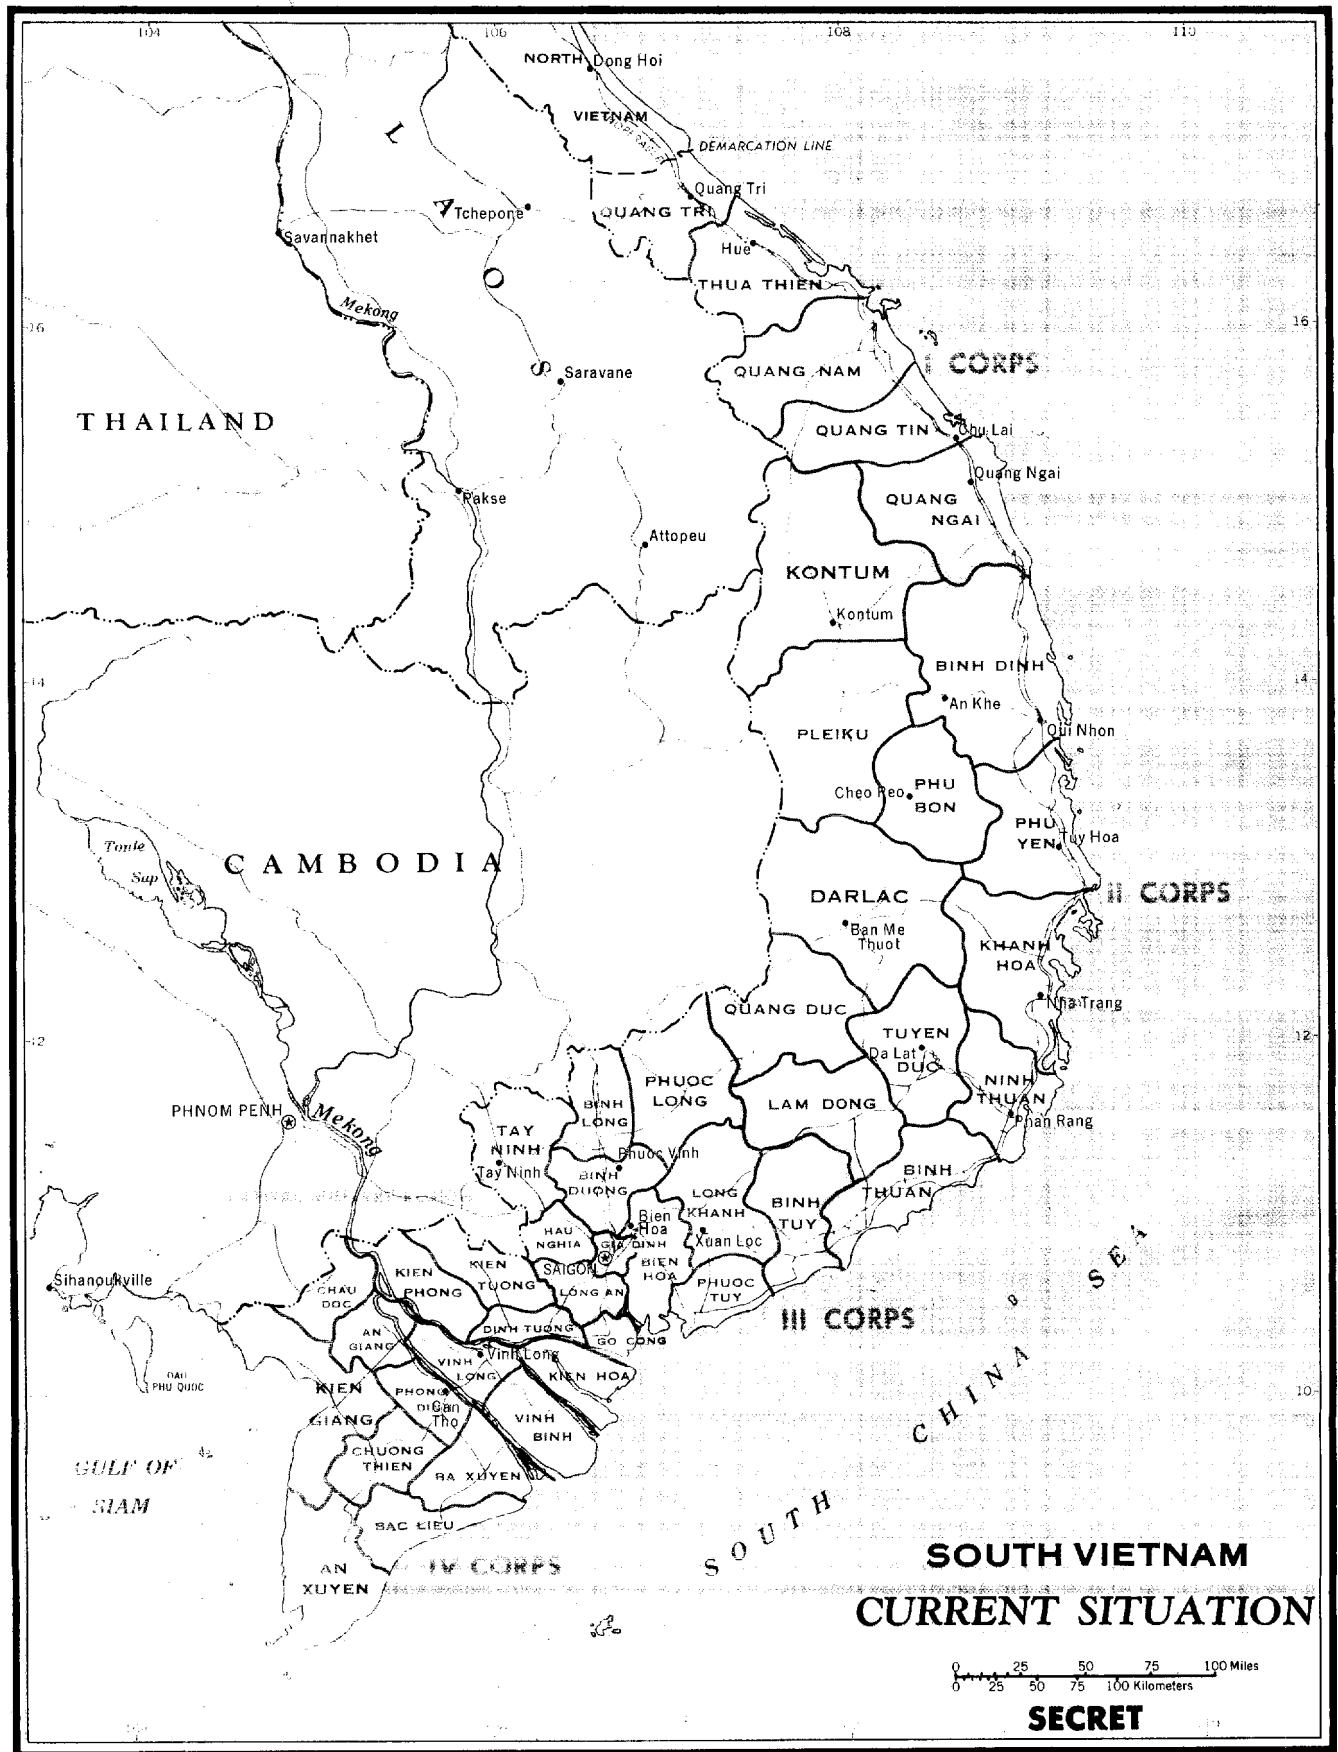 104
106
108
110
NORTH
Dong Hoi
VIETNAM
DEMARCATION LINE
L
A
O
S
Quang Tri
QUANG TRI
Tchepone
Savannakhet
Hue
THUA THIEN
Mekong
16
16
I CORPS
QUANG NAM
Saravane
THAILAND
QUANG TIN
Chu Lai
Quang Ngai
Pakse
QUANG
NGAI
Attopeu
KONTUM
Kontum
BINH DINH
14
14
An Khe
Qui Nhon
PLEIKU
Cheo Reo
PHU
BON
PHU
YEN
Tuy Hoa
Tonle
Sap
CAMBODIA
DARLAC
II CORPS
Ban Me
Thuot
KHANH
HOA
Nha Trang
QUANG DUC
12
12
TUYEN
DUC
Da Lat
PHUOC
LONG
NINH
THUAN
LAM DONG
BINH
LONG
PHNOM PENH
Mekong
Phan Rang
TAY
NINH
Tay Ninh
Phuoc Vinh
BINH
DUONG
BINH
THUAN
LONG
KHANH
BINH
TUY
Bien
Hoa
Xuan Loc
HAU
NGHIA
GIA DINH
SAIGON
BIEN
HOA
KIEN
PHONG
KIEN
TUONG
LONG AN
PHUOC
TUY
Sihanoukville
CHAU
DOC
III CORPS
DINH TUONG
GO CONG
AN
GIANG
Vinh Long
VINH
LONG
KIEN HOA
DAO
PHU QUOC
KIEN
GIANG
PHONG
DINH
Can
Tho
10
VINH
BINH
CHUONG
THIEN
BA XUYEN
GULF OF
SIAM
BAC LIEU
IV CORPS
AN
XUYEN
SOUTH CHINA SEA
SOUTH VIETNAM
CURRENT SITUATION
0 25 50 75 100 Miles
0 25 50 75 100 Kilometers
SECRET